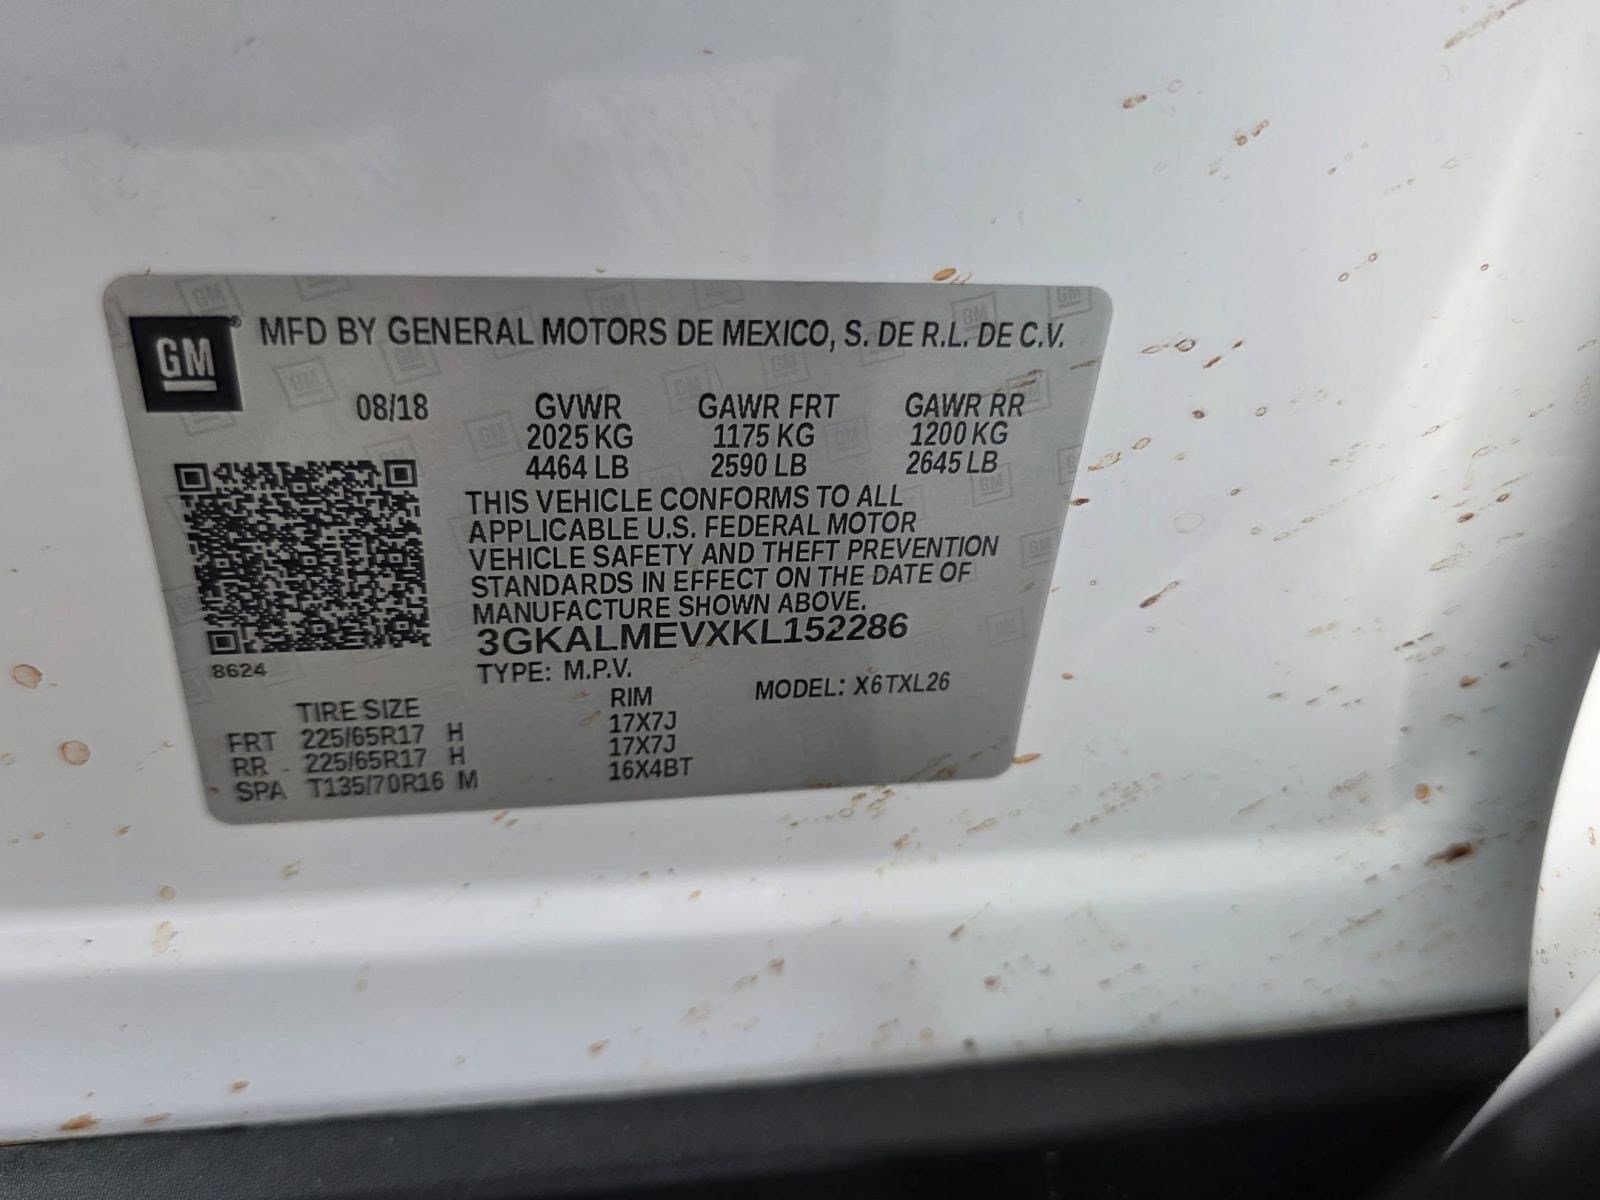 GM® MFD BY GENERAL MOTORS DE MEXICO, S. DE R.L. DE C.V.
08/18 GVWR GAWR FRT GAWR RR
2025 KG 1175 KG 1200 KG
4464 LB 2590 LB 2645 LB
THIS VEHICLE CONFORMS TO ALL
APPLICABLE U.S. FEDERAL MOTOR
VEHICLE SAFETY AND THEFT PREVENTION
STANDARDS IN EFFECT ON THE DATE OF
MANUFACTURE SHOWN ABOVE.
3GKALMEVXKL152286
8624 TYPE: M.P.V. MODEL: X6TXL26
TIRE SIZE RIM
FRT 225/65R17 H 17X7J
RR 225/65R17 H 17X7J
SPA T135/70R16 M 16X4BT